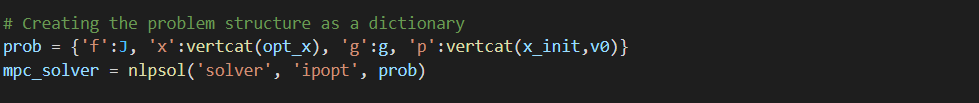 # Creating the problem structure as a dictionary
prob = {'f':J, 'x':vertcat(opt_x), 'g':g, 'p':vertcat(x_init,v0)}
mpc_solver = nlpsol('solver', 'ipopt', prob)